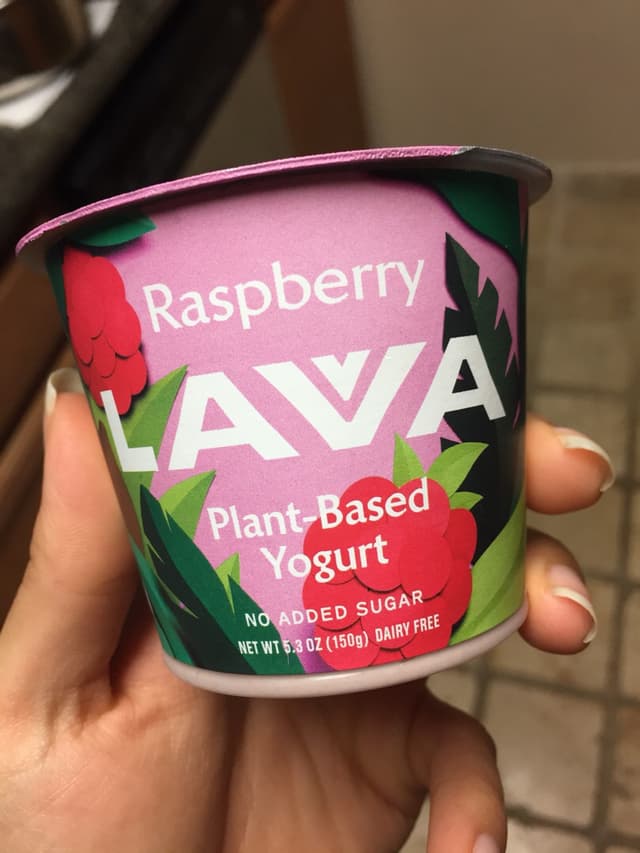 Raspberry
LAVVA
Plant-Based
Yogurt
NO ADDED SUGAR
NET WT 5.3 OZ (150g) DAIRY FREE